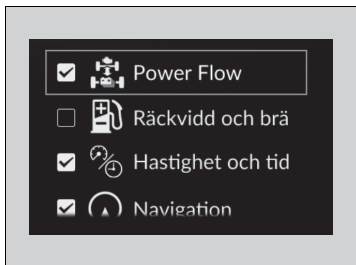 Power Flow
Räckvidd och brä
Hastighet och tid
Navigation